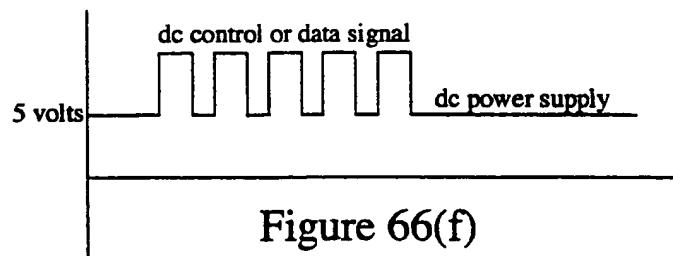 dc control or data signal
5 volts
dc power supply
Figure 66(f)